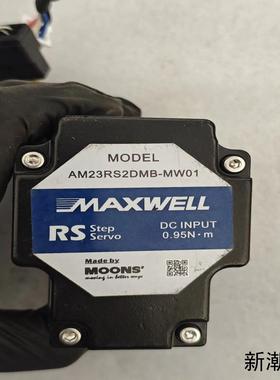 MODEL
AM23RS2DMB-MW01
MAXWELL
RS Step Servo
DC INPUT
0.95N·m
Made by
MOONS'
moving in better ways
新潮